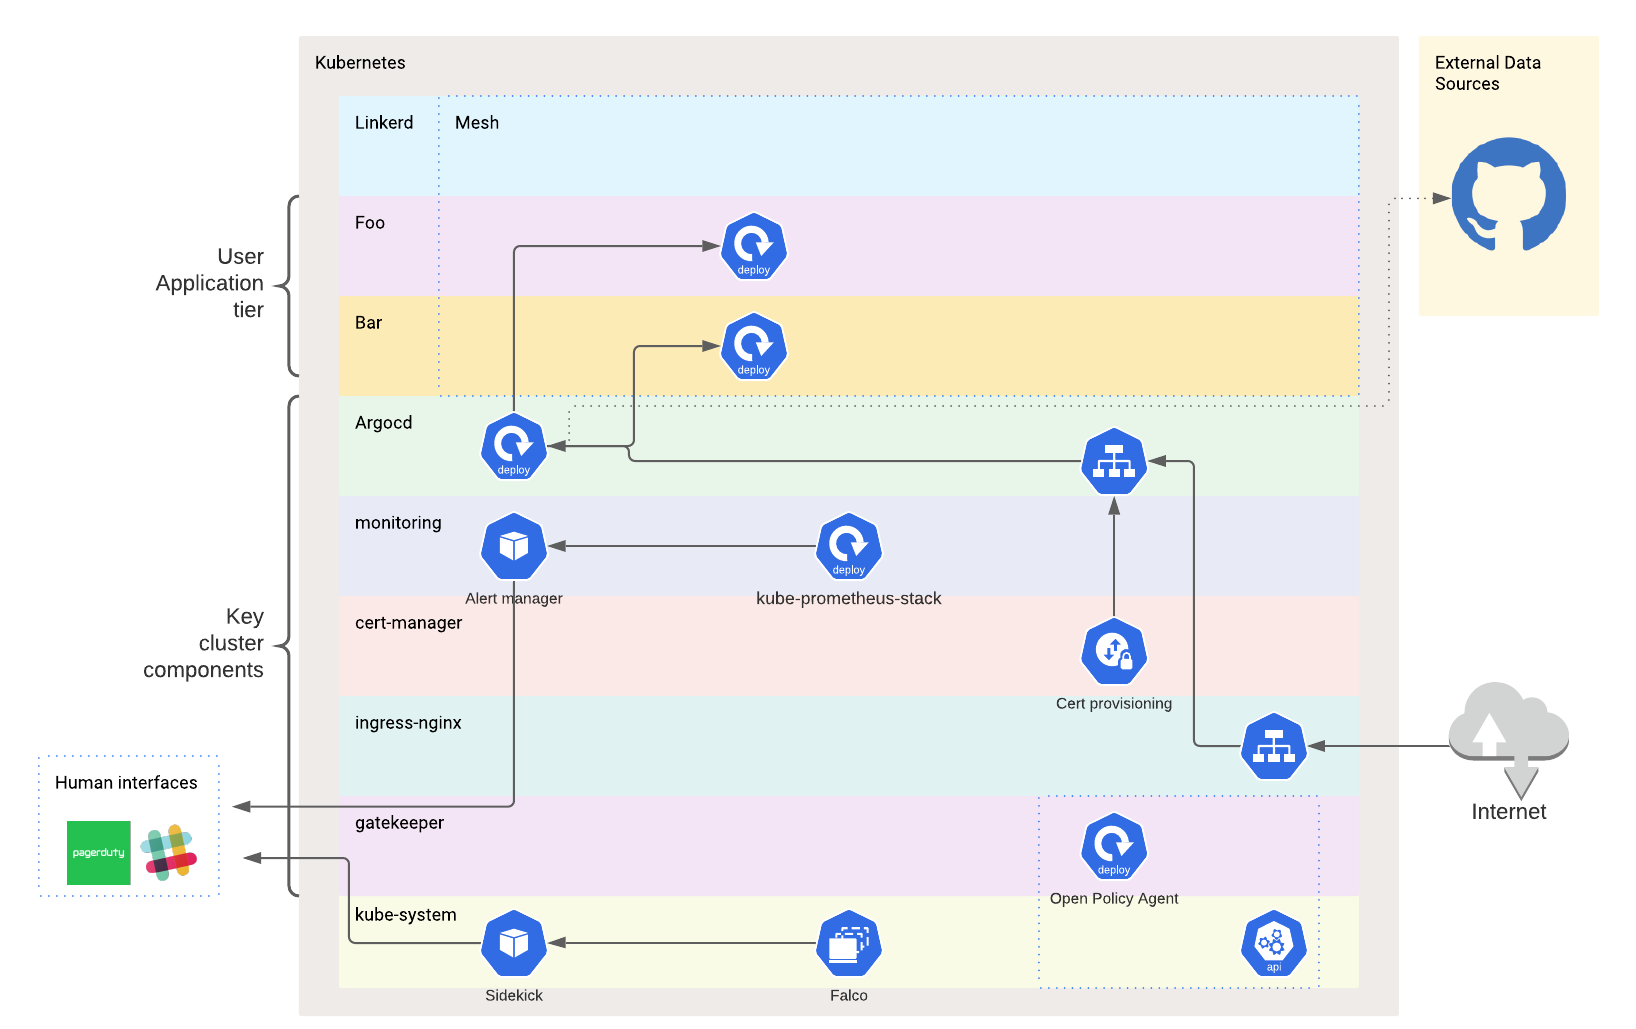 Kubernetes
External Data
Sources
Linkerd
Mesh
Foo
deploy
User
Application
tier
Bar
deploy
Argocd
deploy
monitoring
deploy
Alert manager
kube-prometheus-stack
Key
cluster
components
cert-manager
Cert provisioning
ingress-nginx
Internet
Human interfaces
pagerduty
gatekeeper
deploy
Open Policy Agent
kube-system
api
Sidekick
Falco